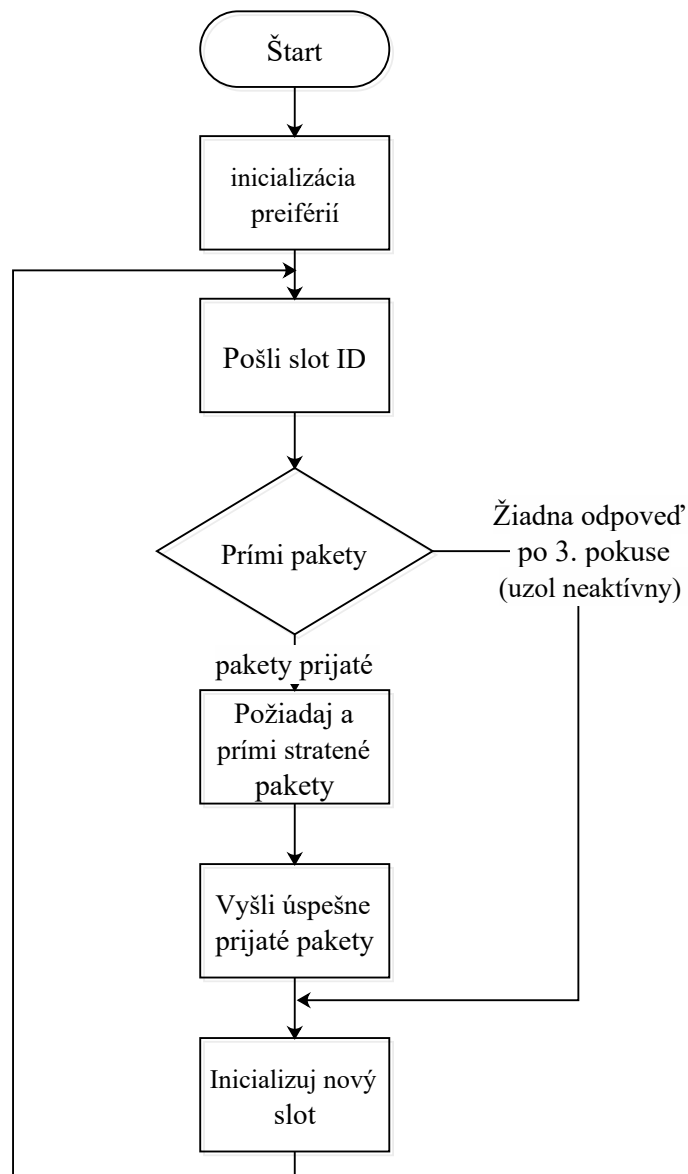 Štart
inicializácia
preiférií
Pošli slot ID
Prími pakety
Žiadna odpoveď
po 3. pokuse
(uzol neaktívny)
pakety prijaté
Požiadaj a
prími stratené
pakety
Vyšli úspešne
prijaté pakety
Inicializuj nový
slot